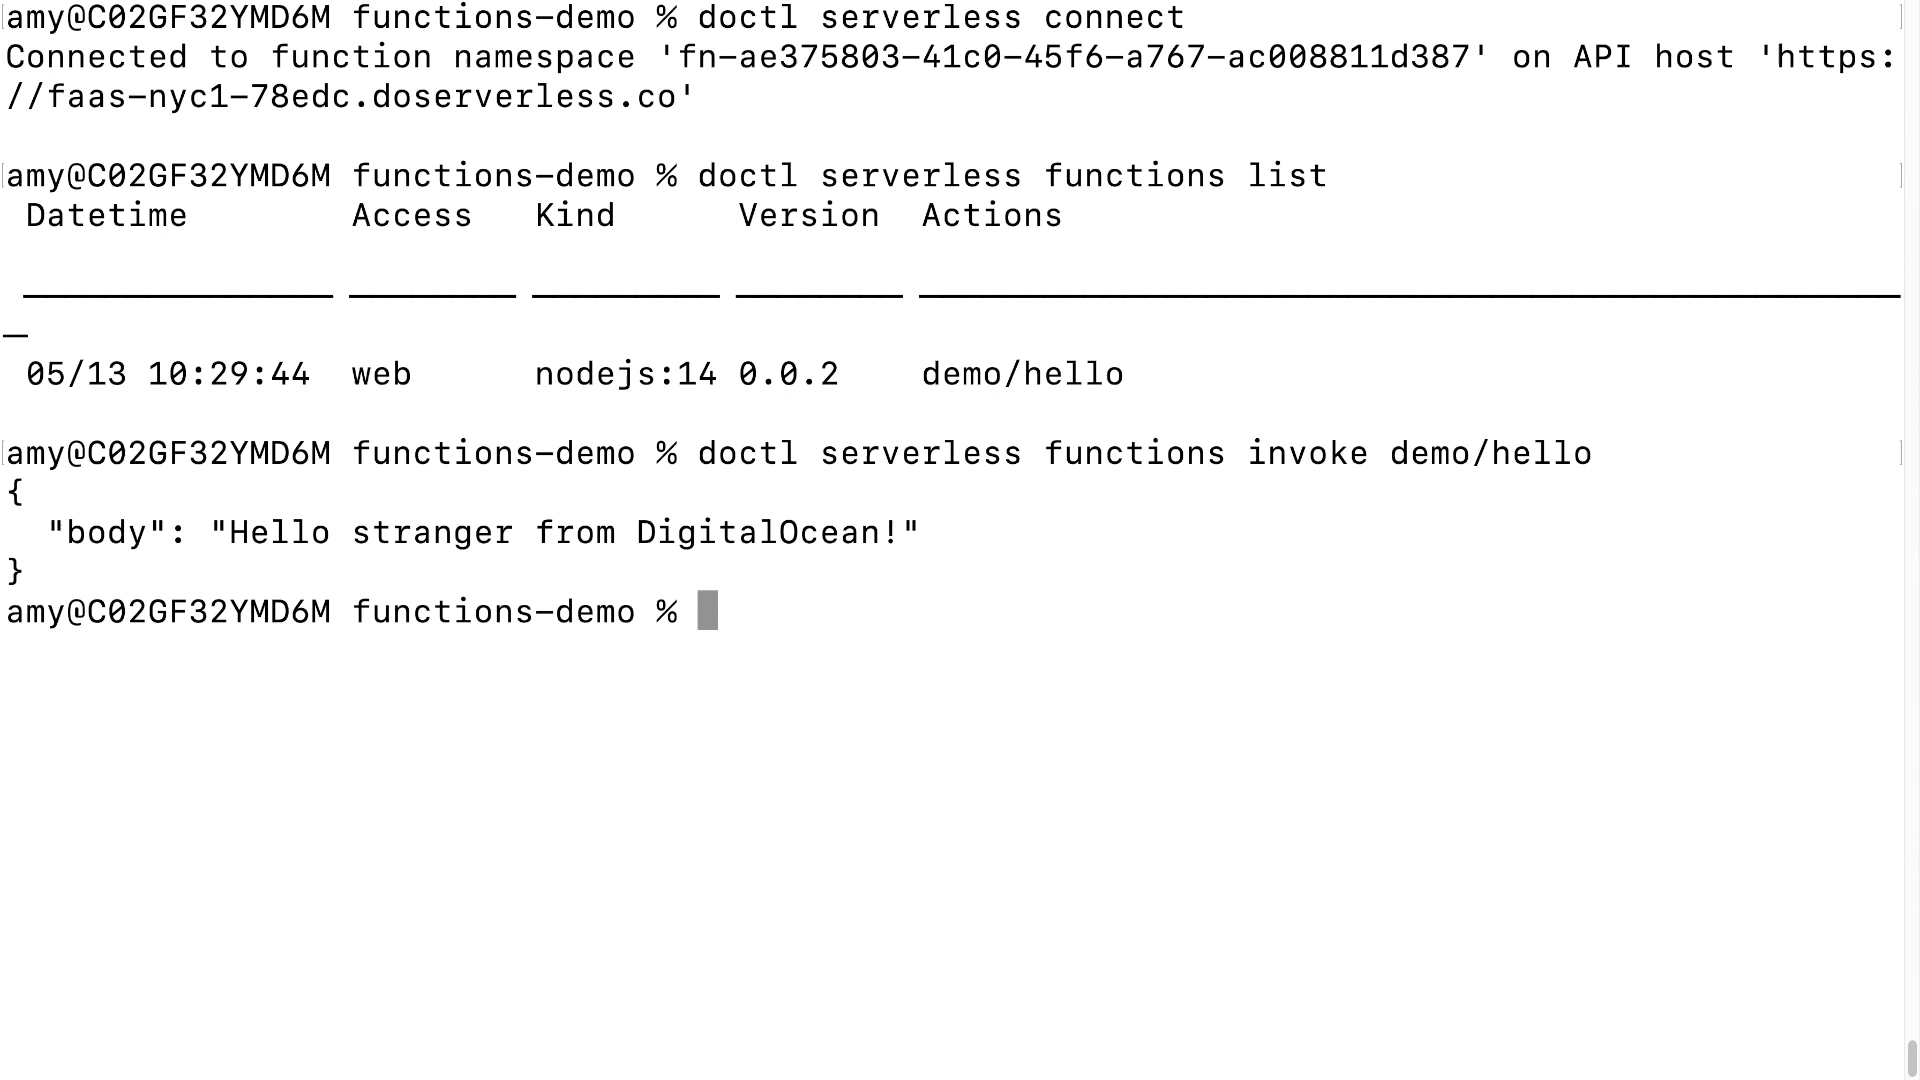 amy@C02GF32YMD6M functions-demo % doctl serverless connect
Connected to function namespace 'fn-ae375803-41c0-45f6-a767-ac008811d387' on API host 'https:
//faas-nyc1-78edc.doserverless.co'
amy@C02GF32YMD6M functions-demo % doctl serverless functions list
Datetime Access Kind Version Actions
05/13 10:29:44 web nodejs:14 0.0.2 demo/hello
amy@C02GF32YMD6M functions-demo % doctl serverless functions invoke demo/hello
{
"body": "Hello stranger from DigitalOcean!"
}
amy@C02GF32YMD6M functions-demo %